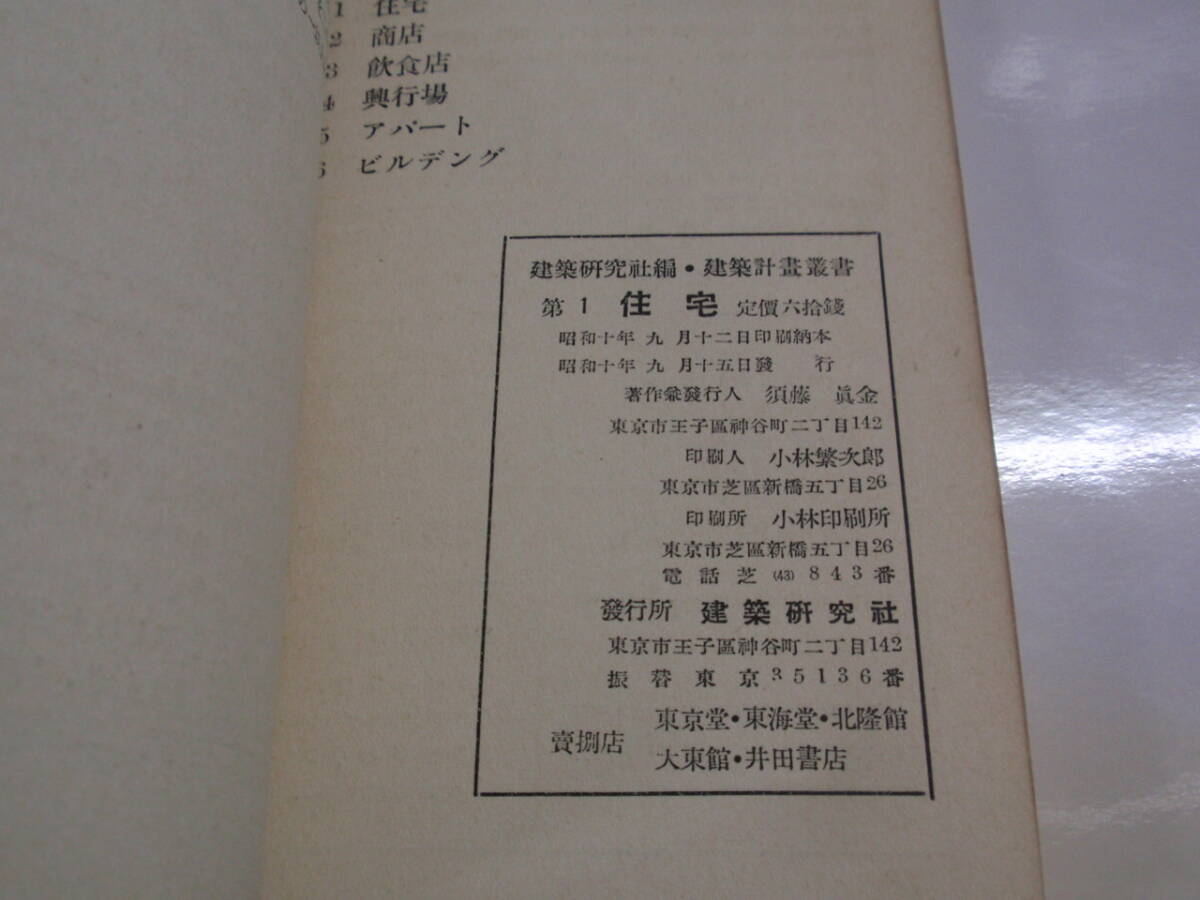 1 住宅
2 商店
3 飮食店
4 興行場
5 アパート
6 ビルデング
建築硏究社編・建築計畫叢書
第1 住宅 定價六拾錢
昭和十年 九 月十二日印刷納本
昭和十年 九 月十五日發 行
著作兼發行人 須藤 眞金
東京市王子區神谷町二丁目142
印刷人 小林繁次郎
東京市芝區新橋五丁目26
印刷所 小林印刷所
東京市芝區新橋五丁目26
電話芝 (43) 843番
發行所 建築硏究社
東京市王子區神谷町二丁目142
振替東京35136番
賣捌店
東京堂・東海堂・北隆館
大東館・井田書店